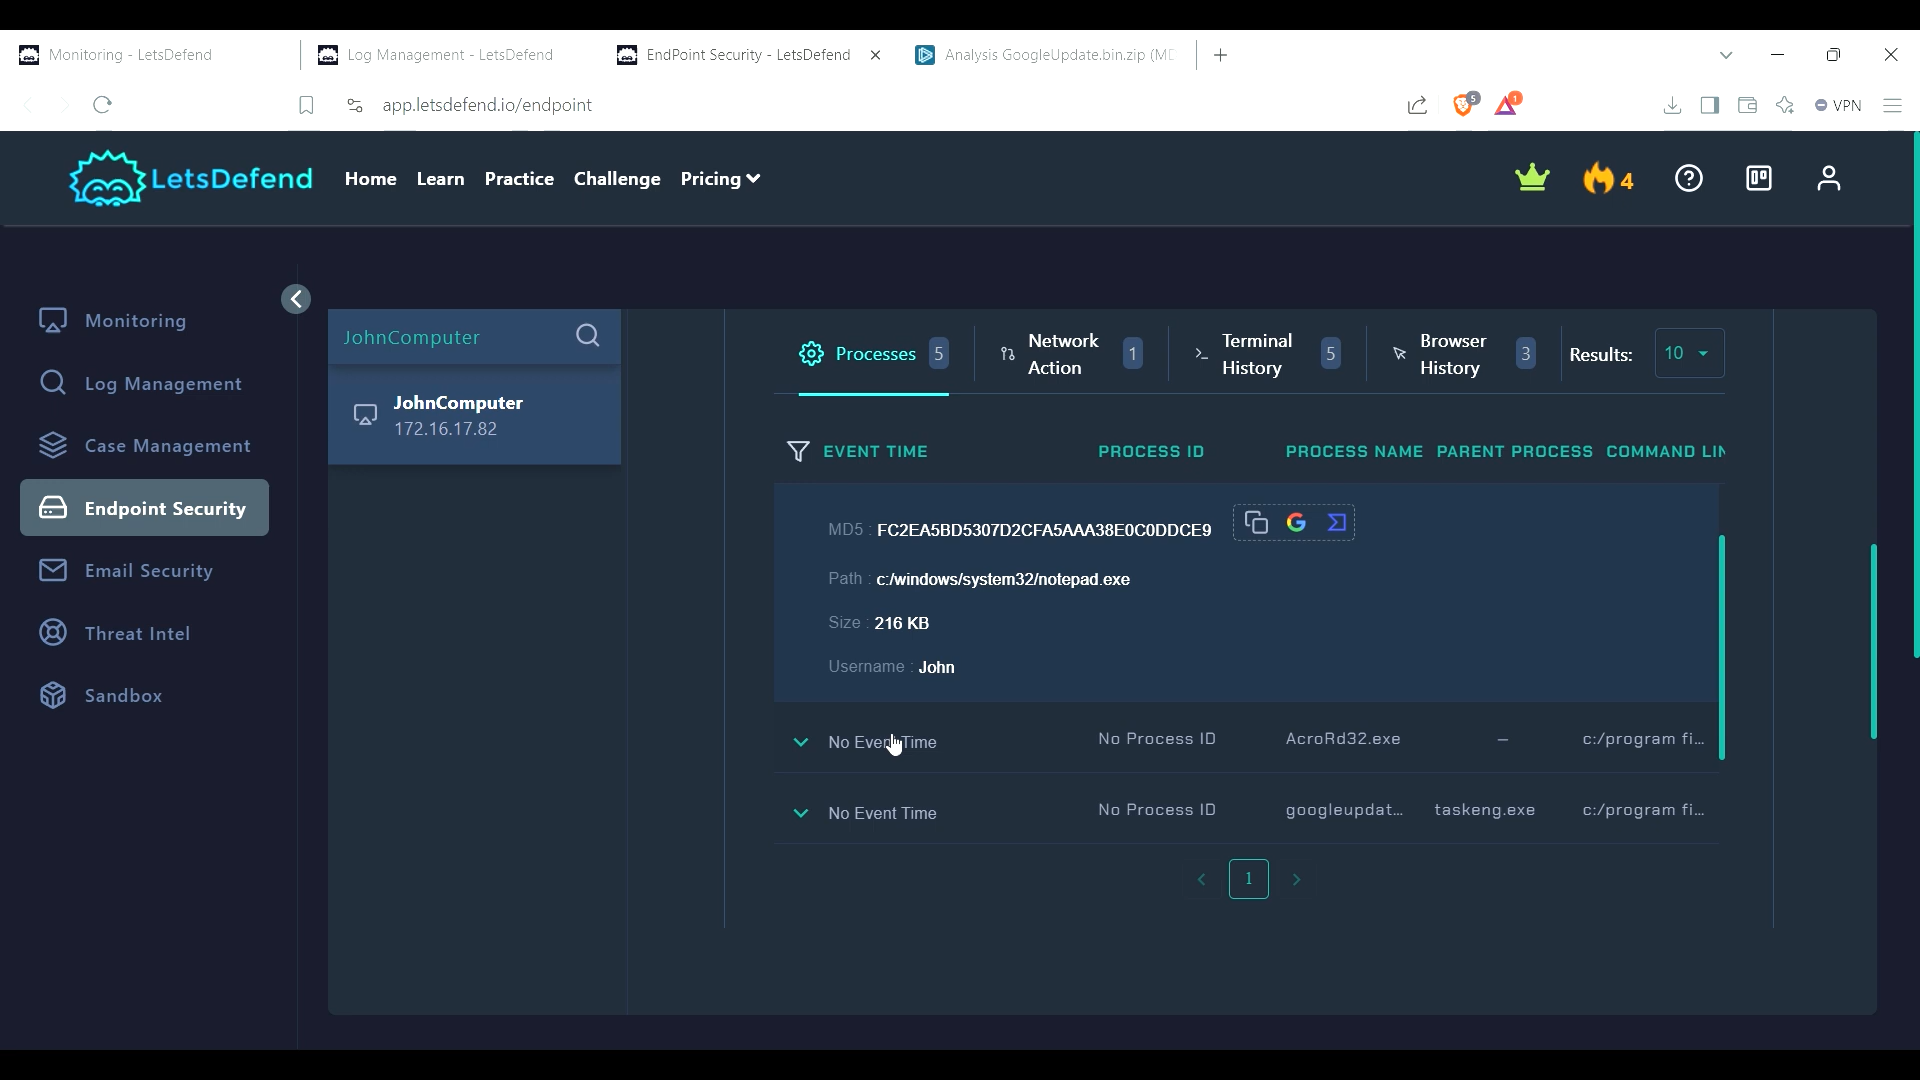 Monitoring - LetsDefend
Log Management - LetsDefend
EndPoint Security - LetsDefend
Analysis GoogleUpdate.bin.zip (MD
app.letsdefend.io/endpoint
5
1
VPN
LetsDefend
Home
Learn
Practice
Challenge
Pricing
4
Monitoring
Log Management
Case Management
Endpoint Security
Email Security
Threat Intel
Sandbox
JohnComputer
JohnComputer
172.16.17.82
Processes 5
Network Action 1
Terminal History 5
Browser History 3
Results: 10
EVENT TIME PROCESS ID PROCESS NAME PARENT PROCESS COMMAND LIN
MD5 : FC2EA5BD5307D2CFA5AAA38E0C0DDCE9
Path : c:/windows/system32/notepad.exe
Size : 216 KB
Username : John
No Event Time No Process ID AcroRd32.exe – c:/program fi...
No Event Time No Process ID googleupdat... taskeng.exe c:/program fi...
1